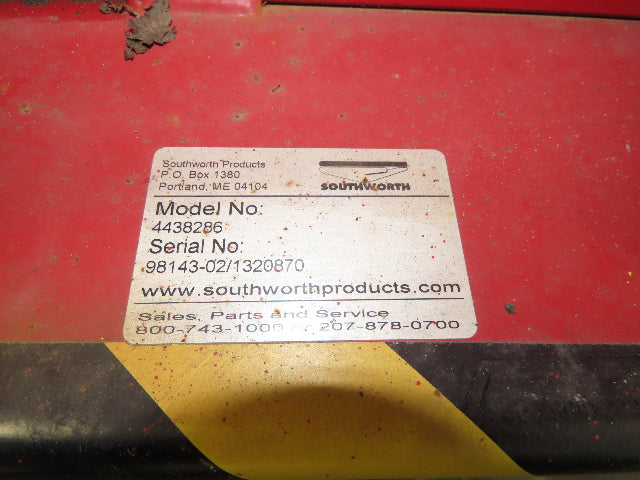 Southworth Products
P.O. Box 1380
Portland, ME 04104
SOUTHWORTH
Model No:
4438286
Serial No:
98143-02/1320870
www.southworthproducts.com
Sales, Parts and Service
800-743-1000 or 207-878-0700